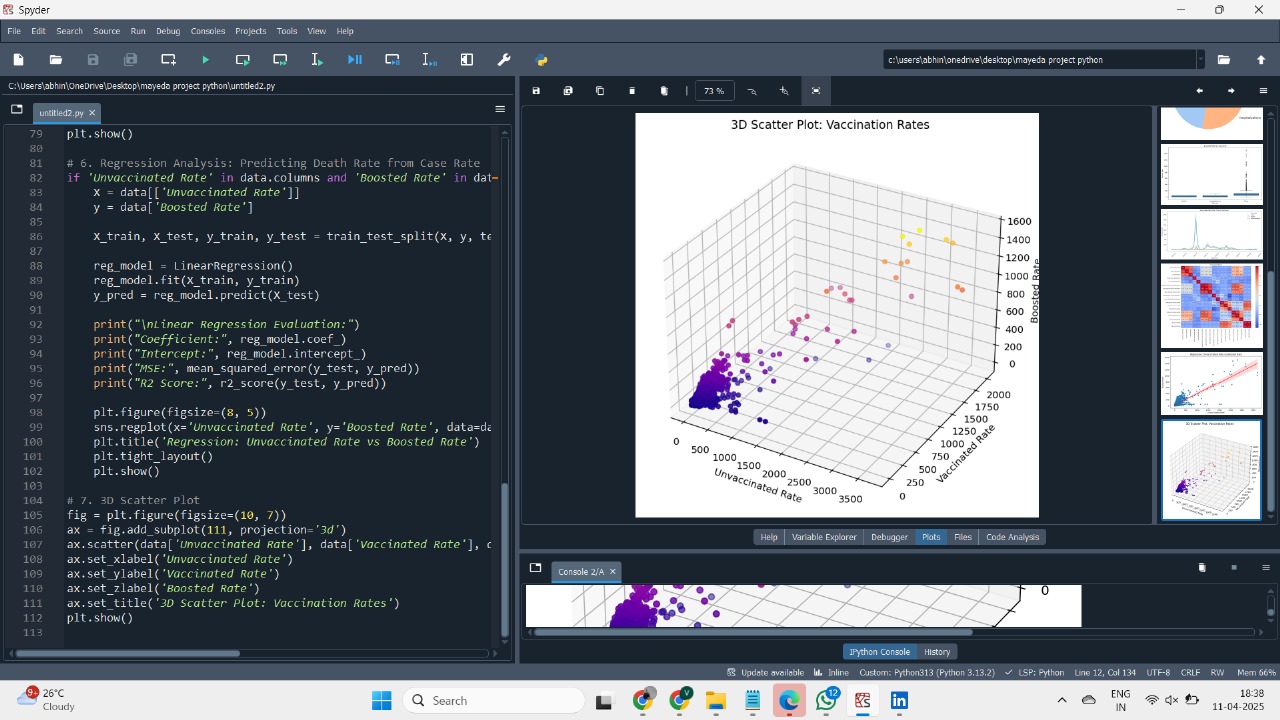 Spyder
File Edit Search Source Run Debug Consoles Projects Tools View Help
c:\users\abhin\onedrive\desktop\mayeda project python
C:\Users\abhin\OneDrive\Desktop\mayeda project python\untitled2.py
untitled2.py
73 %
79 plt.show()
80
81 # 6. Regression Analysis: Predicting Death Rate from Case Rate
82 if 'Unvaccinated Rate' in data.columns and 'Boosted Rate' in dat
83 X = data[['Unvaccinated Rate']]
84 y = data['Boosted Rate']
85
86 X_train, X_test, y_train, y_test = train_test_split(X, y, te
87
88 reg_model = LinearRegression()
89 reg_model.fit(X_train, y_train)
90 y_pred = reg_model.predict(X_test)
91
92 print("\nLinear Regression Evaluation:")
93 print("Coefficient:", reg_model.coef_)
94 print("Intercept:", reg_model.intercept_)
95 print("MSE:", mean_squared_error(y_test, y_pred))
96 print("R2 Score:", r2_score(y_test, y_pred))
97
98 plt.figure(figsize=(8, 5))
99 sns.regplot(x='Unvaccinated Rate', y='Boosted Rate', data=da
100 plt.title('Regression: Unvaccinated Rate vs Boosted Rate')
101 plt.tight_layout()
102 plt.show()
103
104 # 7. 3D Scatter Plot
105 fig = plt.figure(figsize=(10, 7))
106 ax = fig.add_subplot(111, projection='3d')
107 ax.scatter(data['Unvaccinated Rate'], data['Vaccinated Rate'], c
108 ax.set_xlabel('Unvaccinated Rate')
109 ax.set_ylabel('Vaccinated Rate')
110 ax.set_zlabel('Boosted Rate')
111 ax.set_title('3D Scatter Plot: Vaccination Rates')
112 plt.show()
113
3D Scatter Plot: Vaccination Rates
1600
1400
1200
1000
800
600
400
200
0
Boosted Rate
2000
1750
1500
1250
1000
750
500
250
0
Vaccinated Rate
0
500
1000
1500
2000
2500
3000
3500
Unvaccinated Rate
3D Scatter Plot: Vaccination Rates
Help Variable Explorer Debugger Plots Files Code Analysis
Console 2/A
0
IPython Console History
Update available Inline Custom: Python313 (Python 3.13.2) LSP: Python Line 12, Col 134 UTF-8 CRLF RW Mem 66%
9+
26°C
Cloudy
Search
V
12
ENG
IN
18:38
11-04-2025